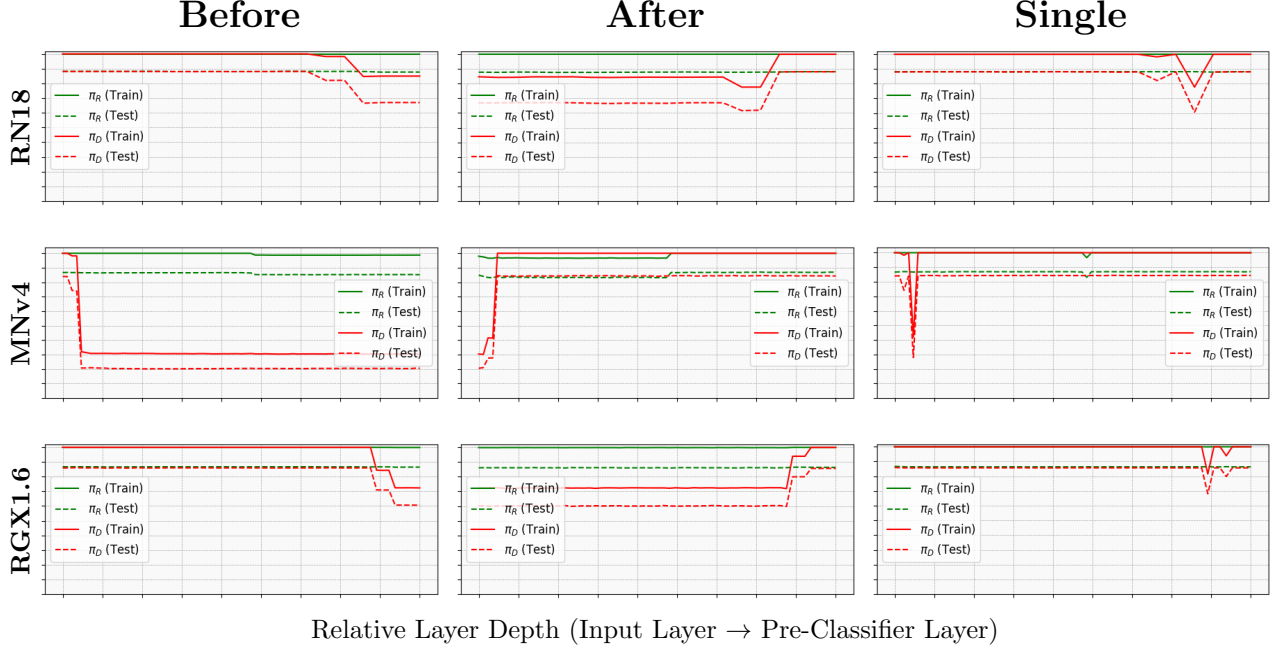 Before After Single
RN18
π_R (Train)
π_R (Test)
π_D (Train)
π_D (Test)
π_R (Train)
π_R (Test)
π_D (Train)
π_D (Test)
π_R (Train)
π_R (Test)
π_D (Train)
π_D (Test)
MNv4
π_R (Train)
π_R (Test)
π_D (Train)
π_D (Test)
π_R (Train)
π_R (Test)
π_D (Train)
π_D (Test)
π_R (Train)
π_R (Test)
π_D (Train)
π_D (Test)
RGX1.6
π_R (Train)
π_R (Test)
π_D (Train)
π_D (Test)
π_R (Train)
π_R (Test)
π_D (Train)
π_D (Test)
π_R (Train)
π_R (Test)
π_D (Train)
π_D (Test)
Relative Layer Depth (Input Layer → Pre-Classifier Layer)